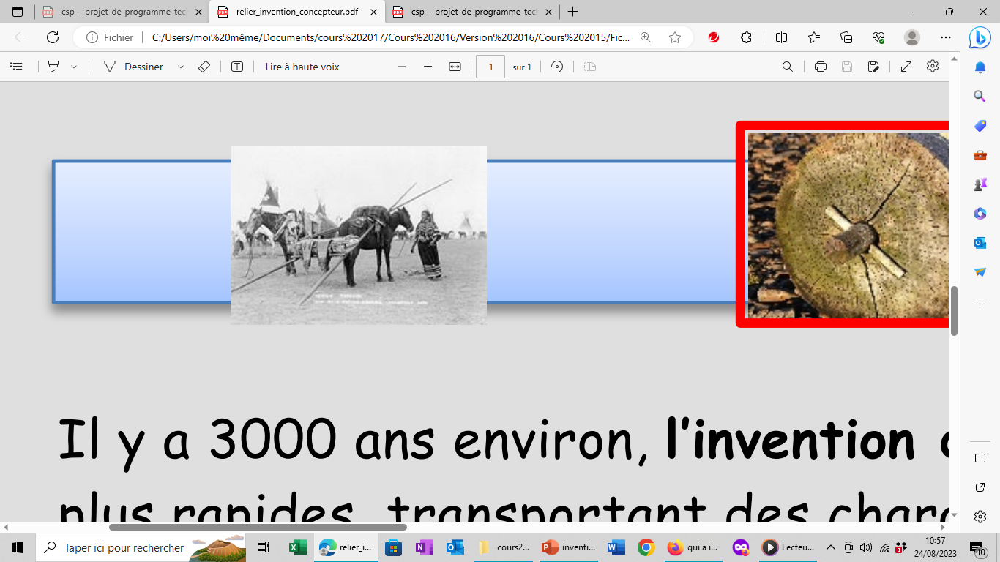 csp---projet-de-programme-tech
relier_invention_concepteur.pdf
csp---projet-de-programme-tech
Fichier
C:/Users/moi%20même/Documents/cours%202017/Cours%202016/Version%202016/Cours%202015/Fic...
Dessiner
Lire à haute voix
1
sur 1
Il y a 3000 ans environ, l'invention
plus rapides, transportant des charg
Taper ici pour rechercher
relier_i...
cours2...
inventi...
qui a i...
Lecteu...
3
10:57
24/08/2023
10